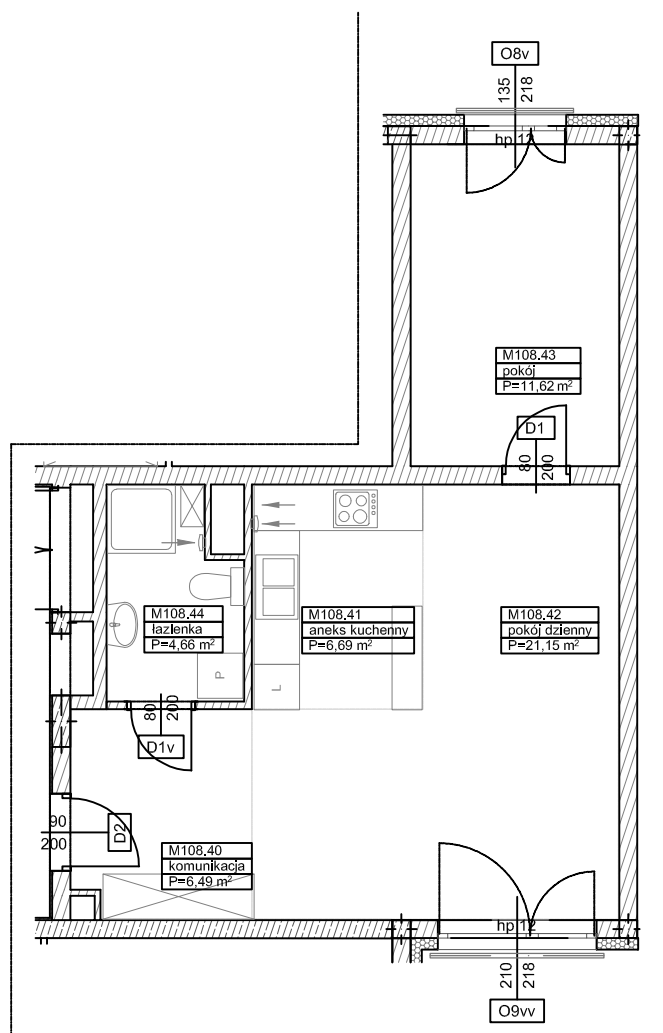 O8v
135
218
hp 12
M108.43
pokój
P=11,62 m²
D1
80
200
M108.44
łazienka
P=4,66 m²
M108.41
aneks kuchenny
P=6,69 m²
M108.42
pokój dzienny
P=21,15 m²
P
L
80
200
D1v
90
200
D2
M108.40
komunikacja
P=6,49 m²
hp 12
210
218
O9vv